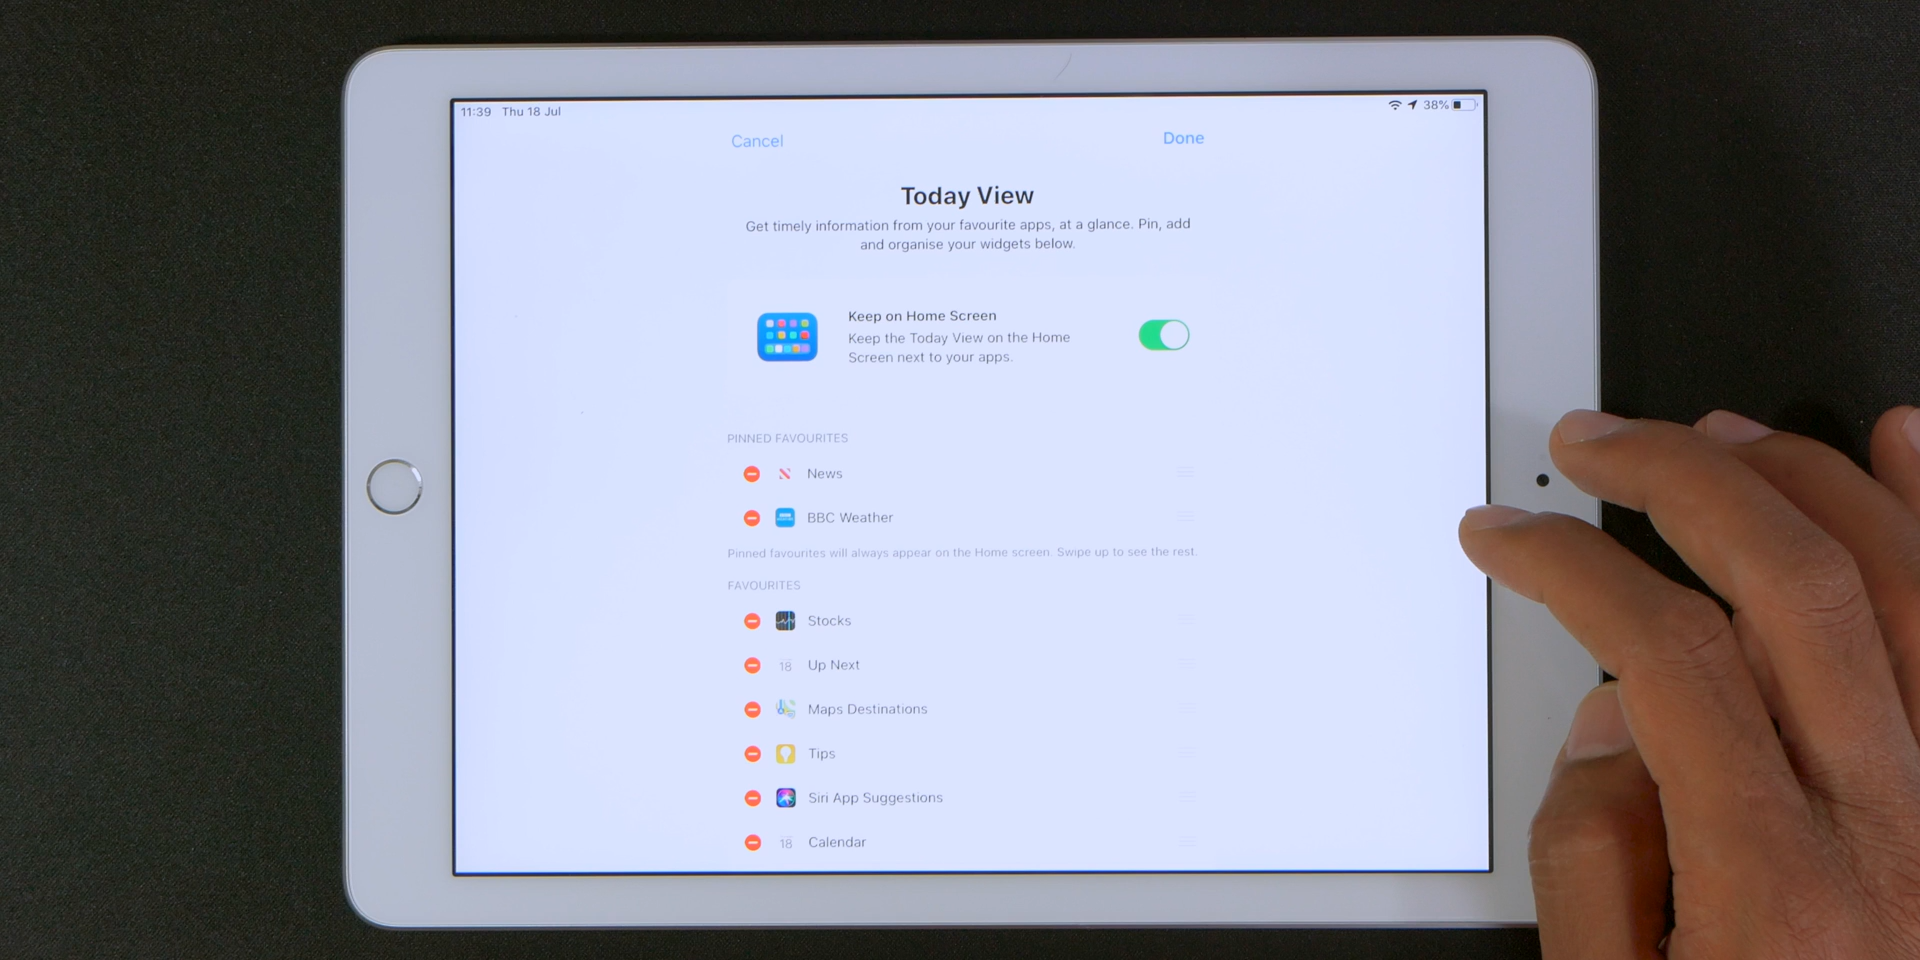 11:39 Thu 18 Jul
38%
Cancel
Done
Today View
Get timely information from your favourite apps, at a glance. Pin, add
and organise your widgets below.
Keep on Home Screen
Keep the Today View on the Home
Screen next to your apps.
PINNED FAVOURITES
News
BBC Weather
Pinned favourites will always appear on the Home screen. Swipe up to see the rest.
FAVOURITES
Stocks
18 Up Next
Maps Destinations
Tips
Siri App Suggestions
18 Calendar